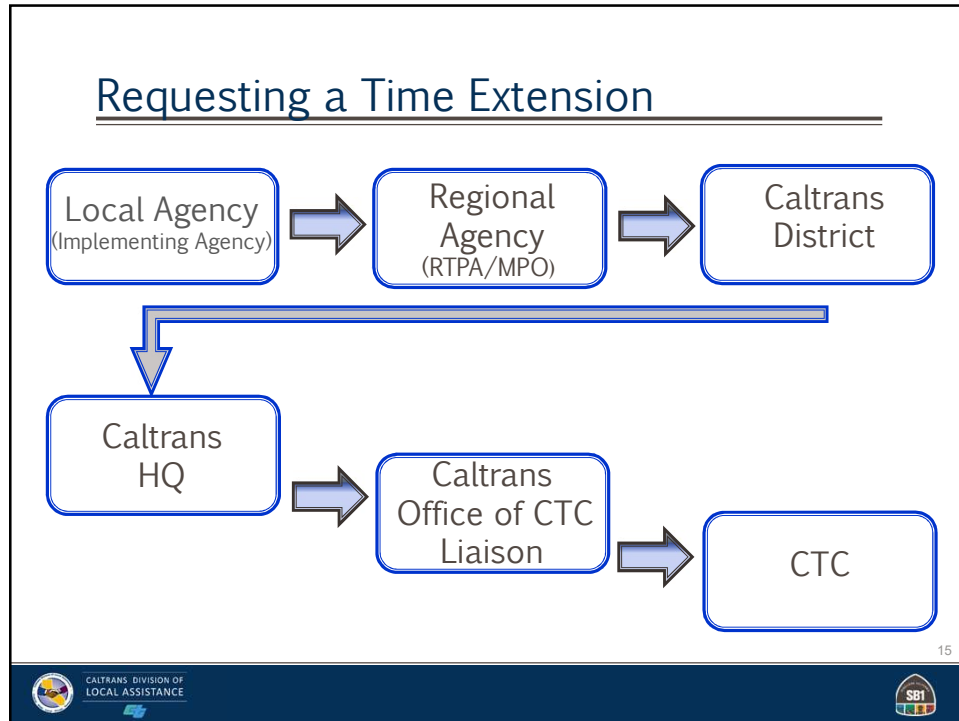 Requesting a Time Extension
Local Agency
(Implementing Agency)
Regional
Agency
(RTPA/MPO)
Caltrans
District
Caltrans
HQ
Caltrans
Office of CTC
Liaison
CTC
15
CALTRANS DIVISION OF
LOCAL ASSISTANCE
SB1